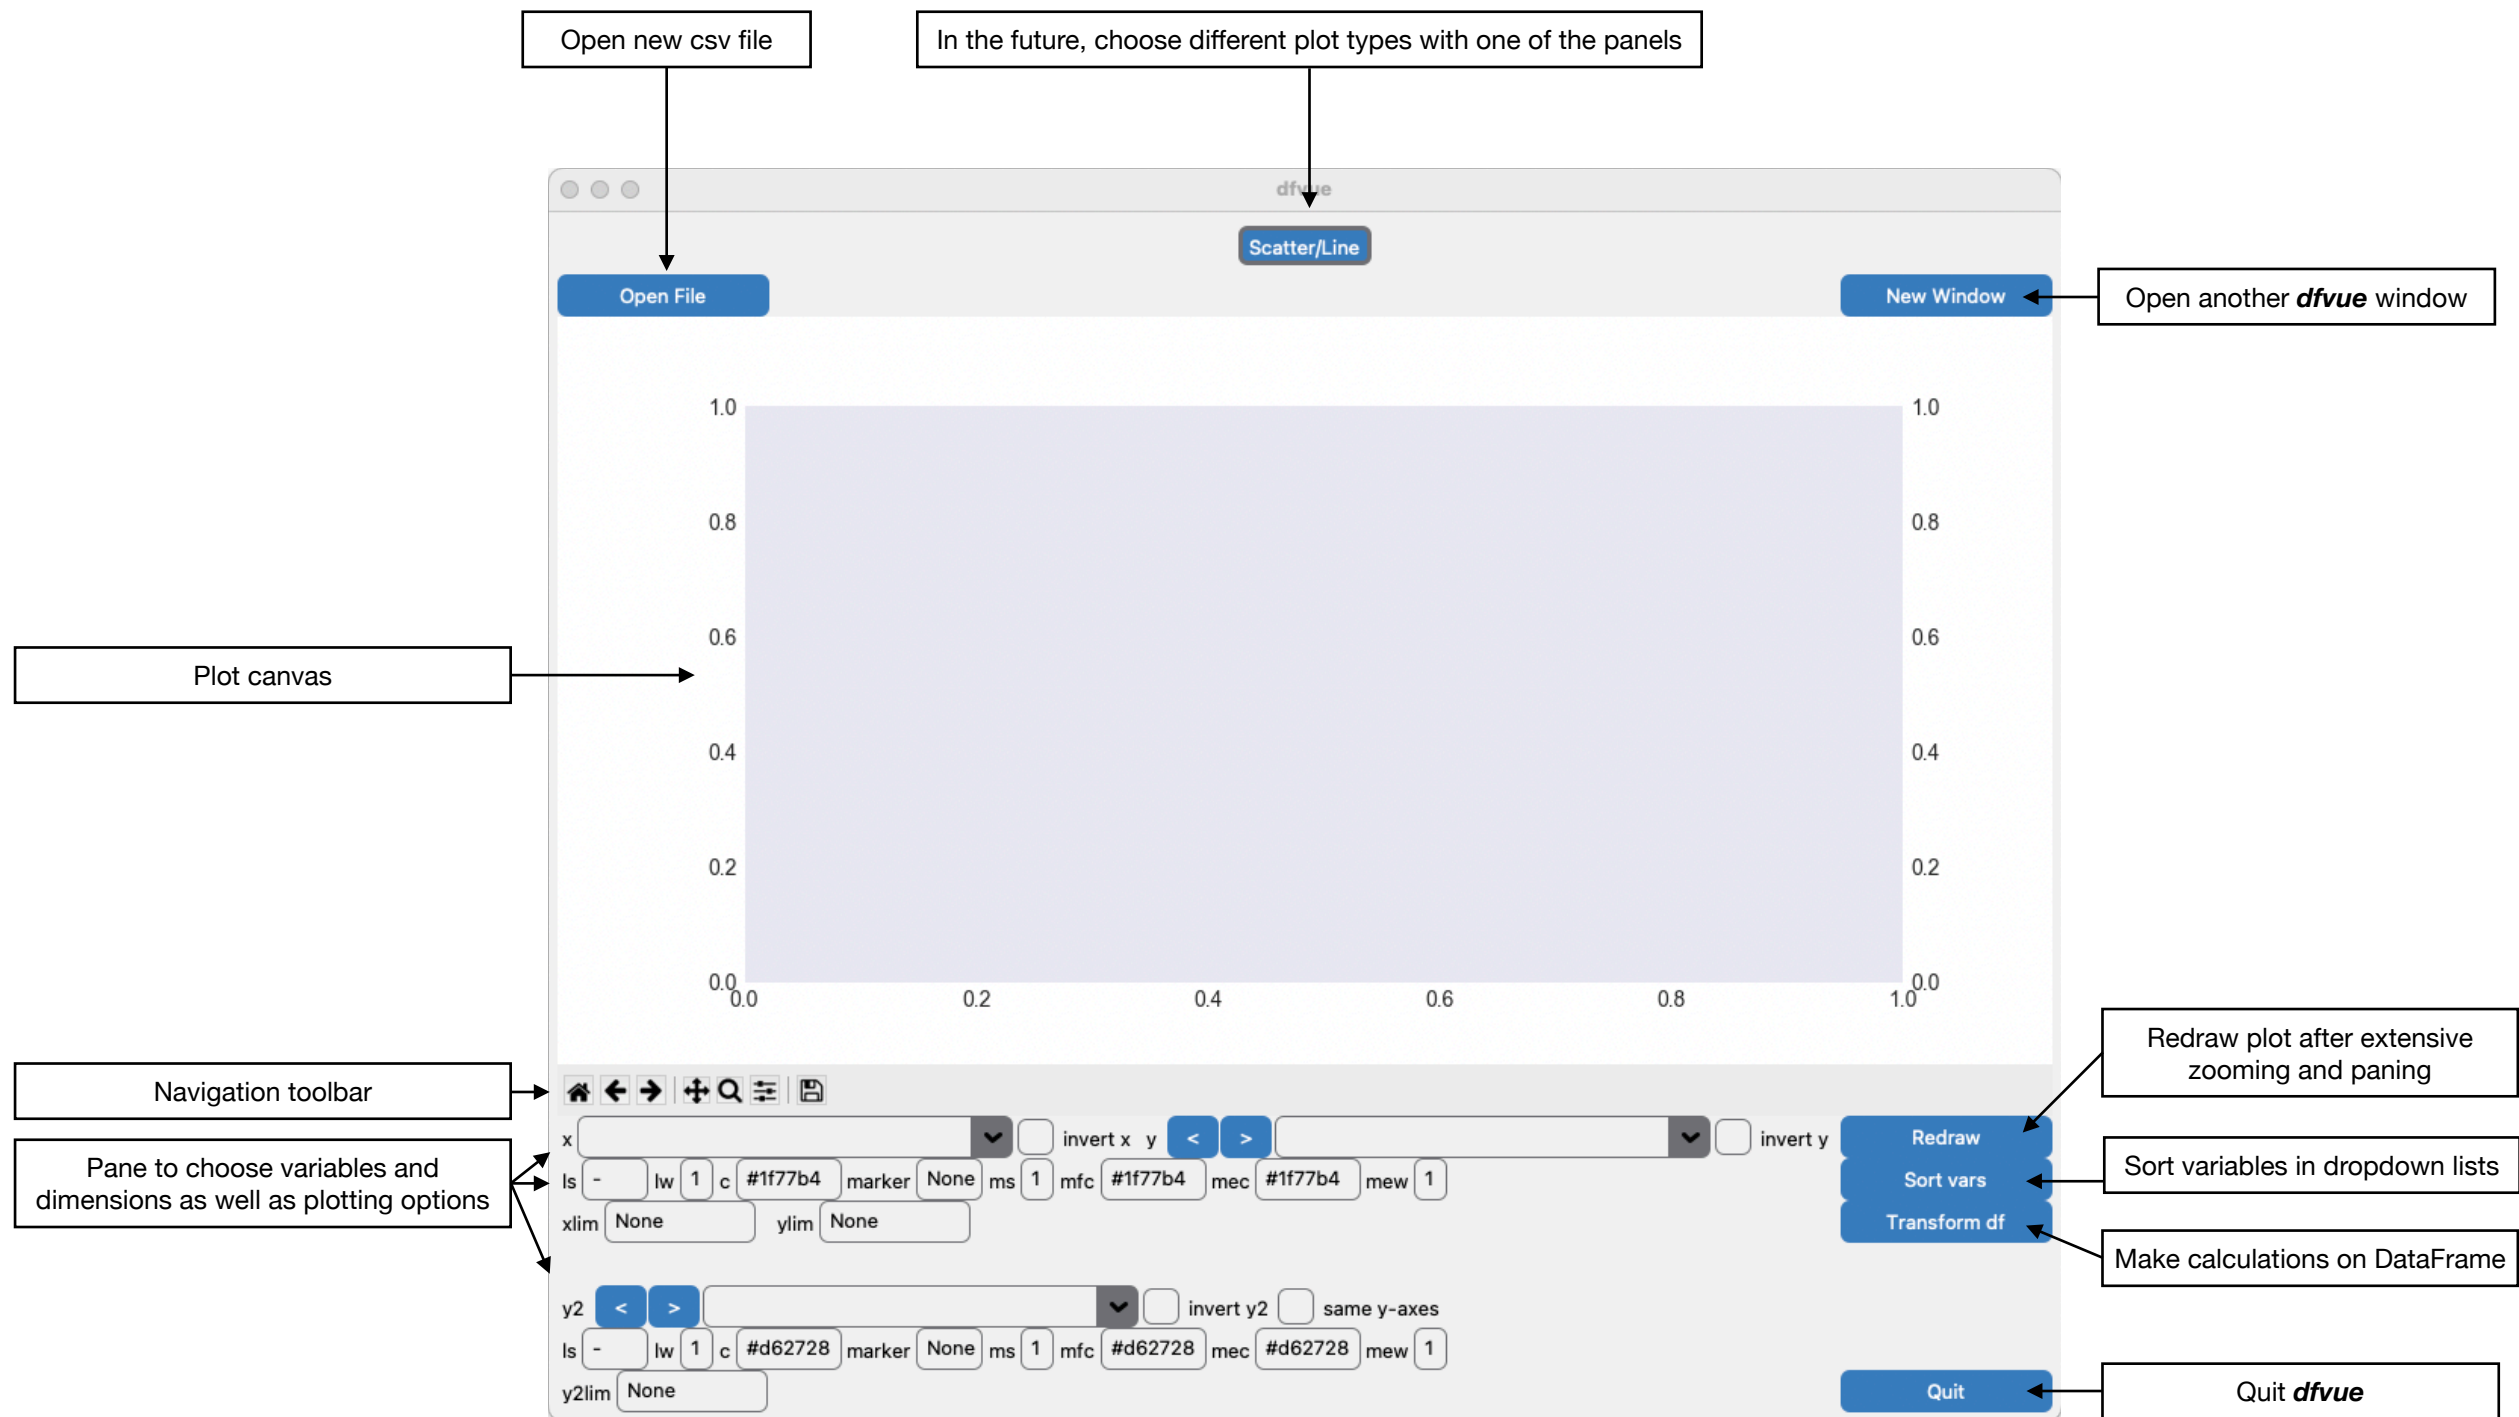 Open new csv file
In the future, choose different plot types with one of the panels
dfvue
Scatter/Line
Open File
New Window
Open another dfvue window
1.0
1.0
0.8
0.8
0.6
0.6
Plot canvas
0.4
0.4
0.2
0.2
0.0
0.0
0.0 0.2 0.4 0.6 0.8 1.0
Redraw plot after extensive
zooming and paning
Navigation toolbar
x invert x y < > invert y Redraw
Pane to choose variables and
dimensions as well as plotting options
ls - lw 1 c #1f77b4 marker None ms 1 mfc #1f77b4 mec #1f77b4 mew 1 Sort vars
Sort variables in dropdown lists
xlim None ylim None Transform df
Make calculations on DataFrame
y2 < > invert y2 same y-axes
ls - lw 1 c #d62728 marker None ms 1 mfc #d62728 mec #d62728 mew 1
y2lim None Quit
Quit dfvue